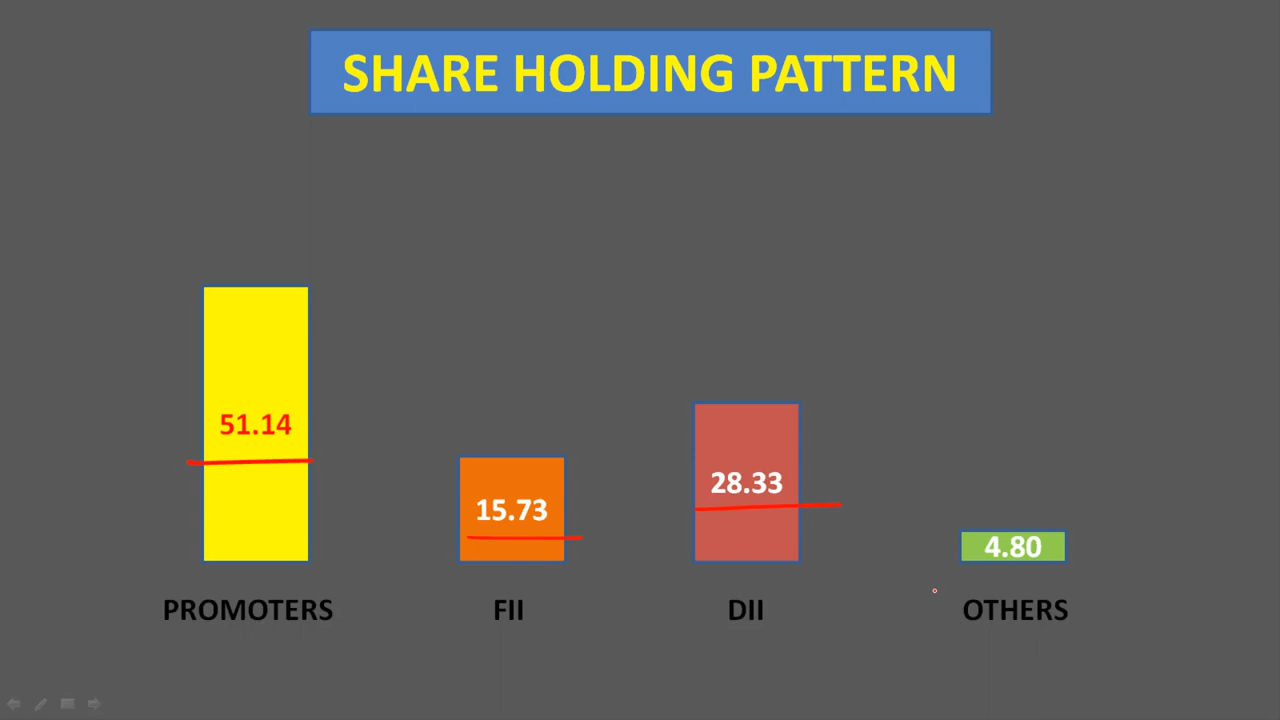 SHARE HOLDING PATTERN
51.14
15.73
28.33
4.80
PROMOTERS
FII
DII
OTHERS